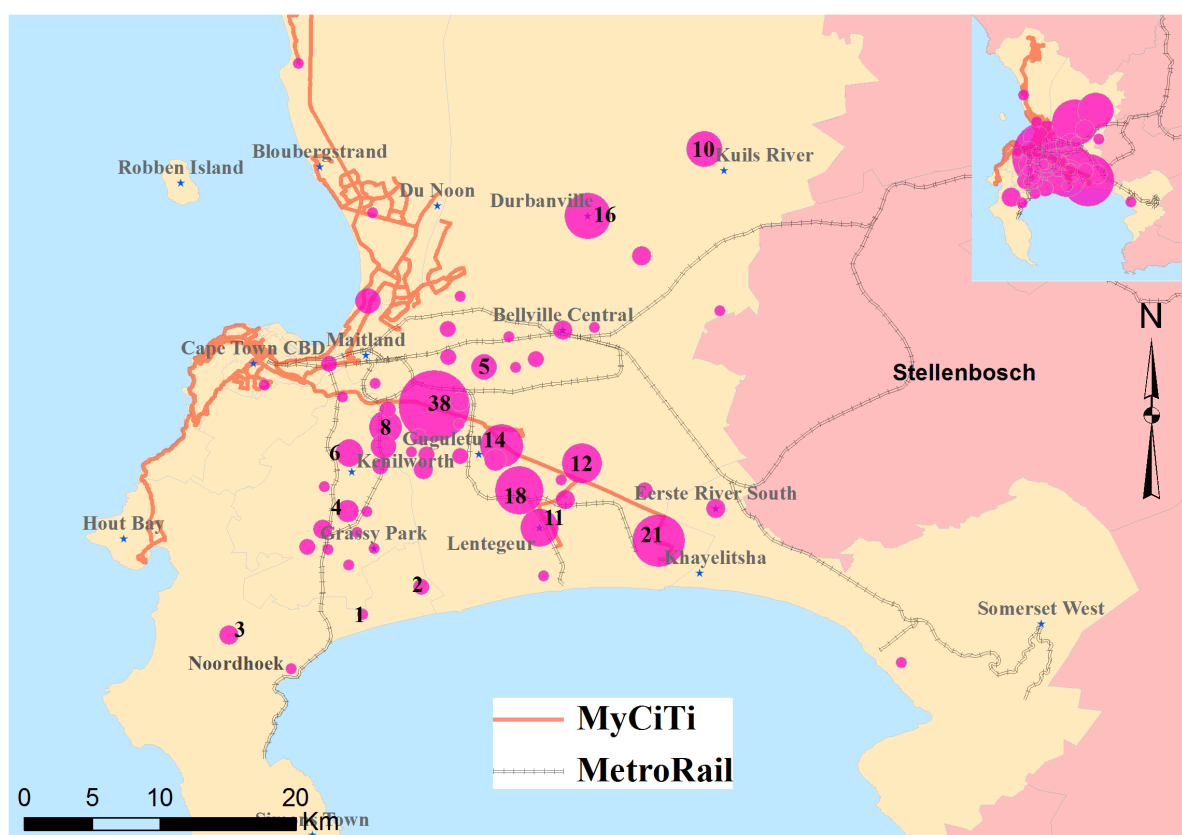 Bloubergstrand
Robben Island
Du Noon
10
Kuils River
Durbanville
16
N
Bellville Central
Maitland
Cape Town CBD
5
Stellenbosch
38
8
Guguletu
14
6
Kenilworth
12
18
Eerste River South
4
11
Hout Bay
Grassy Park
Lentegeur
21
Khayelitsha
2
1
Somerset West
3
Noordhoek
MyCiTi
MetroRail
0 5 10 20
Km
Simons Town